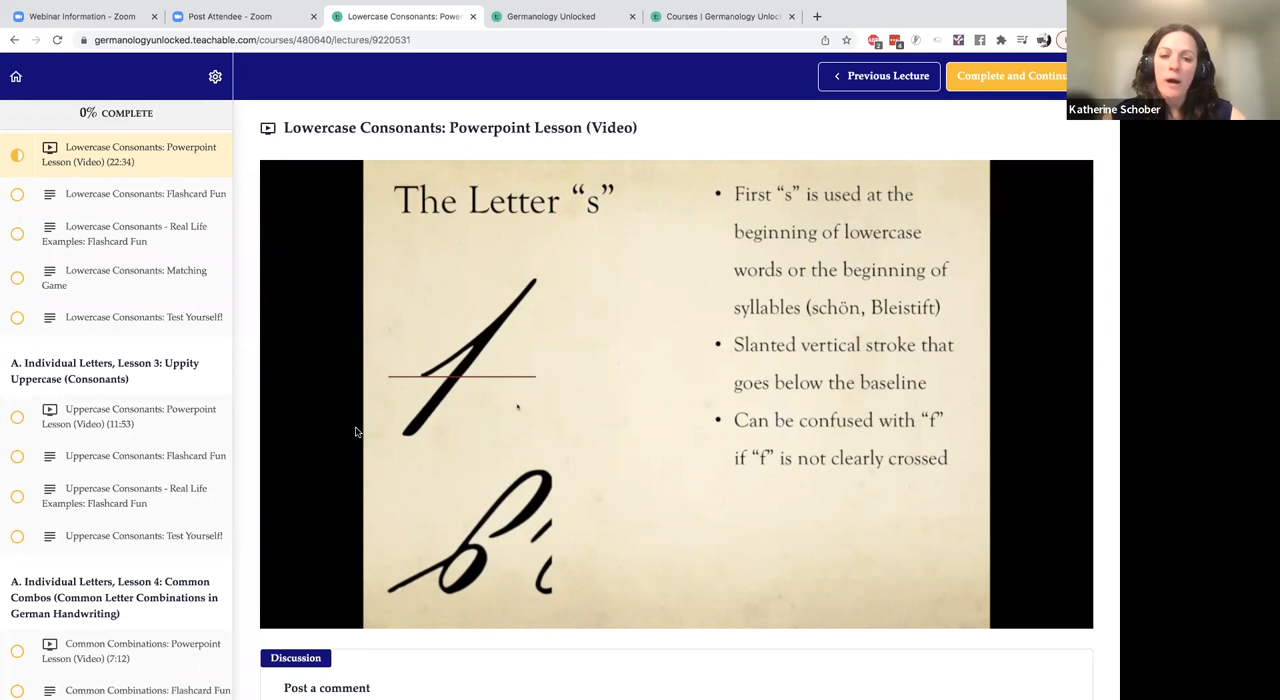 Webinar Information - Zoom
Post Attendee - Zoom
Lowercase Consonants: Power
Germanology Unlocked
Courses | Germanology Unloc
germanologyunlocked.teachable.com/courses/480640/lectures/9220531
2
4
Previous Lecture
Complete and Continu
Katherine Schober
0% COMPLETE
Lowercase Consonants: Powerpoint
Lesson (Video) (22:34)
Lowercase Consonants: Flashcard Fun
Lowercase Consonants - Real Life
Examples: Flashcard Fun
Lowercase Consonants: Matching
Game
Lowercase Consonants: Test Yourself!
A. Individual Letters, Lesson 3: Uppity
Uppercase (Consonants)
Uppercase Consonants: Powerpoint
Lesson (Video) (11:53)
Uppercase Consonants: Flashcard Fun
Uppercase Consonants - Real Life
Examples: Flashcard Fun
Uppercase Consonants: Test Yourself!
A. Individual Letters, Lesson 4: Common
Combos (Common Letter Combinations in
German Handwriting)
Common Combinations: Powerpoint
Lesson (Video) (7:12)
Common Combinations: Flashcard Fun
Lowercase Consonants: Powerpoint Lesson (Video)
The Letter “s”
• First “s” is used at the
beginning of lowercase
words or the beginning of
syllables (schön, Bleistift)
• Slanted vertical stroke that
goes below the baseline
• Can be confused with “f”
if “f” is not clearly crossed
Discussion
Post a comment